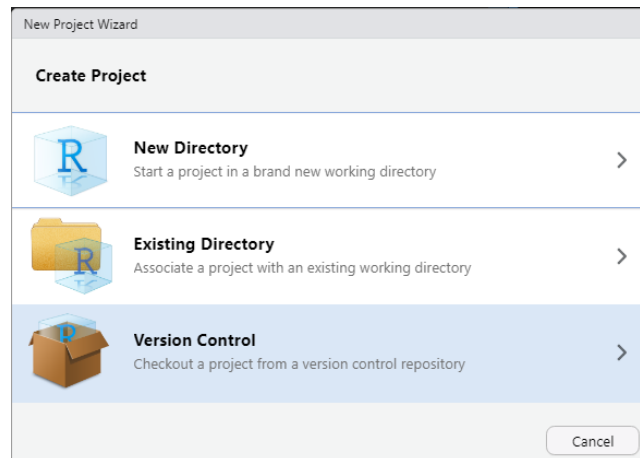 New Project Wizard
Create Project
R
New Directory
Start a project in a brand new working directory
R
Existing Directory
Associate a project with an existing working directory
R
Version Control
Checkout a project from a version control repository
Cancel